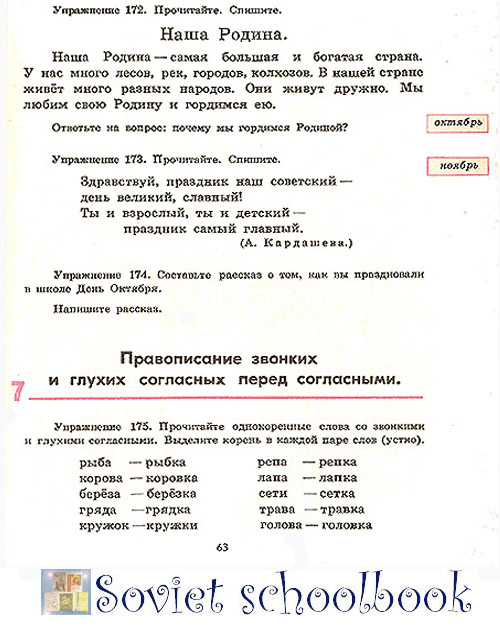 Упражнение 172. Прочитайте. Спишите.
Наша Родина.
Наша Родина — самая большая и богатая страна.
У нас много лесов, рек, городов, колхозов. В нашей стране
живёт много разных народов. Они живут дружно. Мы
любим свою Родину и гордимся ею.
Ответьте на вопрос: почему мы гордимся Родиной?
октябрь
Упражнение 173. Прочитайте. Спишите.
ноябрь
Здравствуй, праздник наш советский —
день великий, славный!
Ты и взрослый, ты и детский —
праздник самый главный.
(А. Кардашева.)
Упражнение 174. Составьте рассказ о том, как вы праздновали
в школе День Октября.
Напишите рассказ.
7
Правописание звонких
и глухих согласных перед согласными.
Упражнение 175. Прочитайте однокоренные слова со звонкими
и глухими согласными. Выделите корень в каждой паре слов (устно).
рыба — рыбка репа — репка
корова — коровка лапа — лапка
берёза — берёзка сети — сетка
гряда — грядка трава — травка
кружок — кружки голова — головка
63
Soviet schoolbook